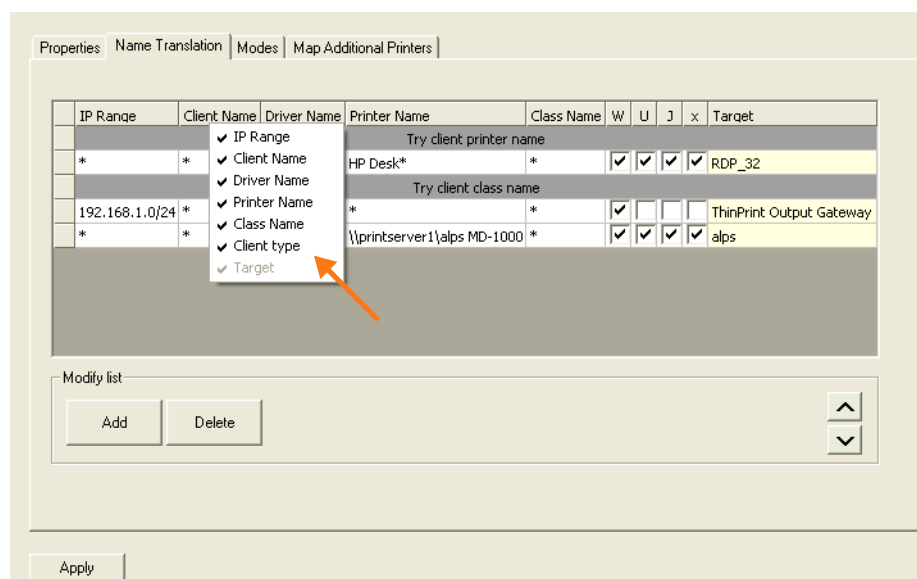 Properties Name Translation Modes Map Additional Printers
IP Range Client Name Driver Name Printer Name Class Name W U J x Target
IP Range
Try client printer name
Client Name
* * HP Desk* * RDP_32
Driver Name
Try client class name
Printer Name
192.168.1.0/24 * * * ThinPrint Output Gateway
Class Name
* * \\printserver1\alps MD-1000 * alps
Client type
Target
Modify list
Add Delete
Apply